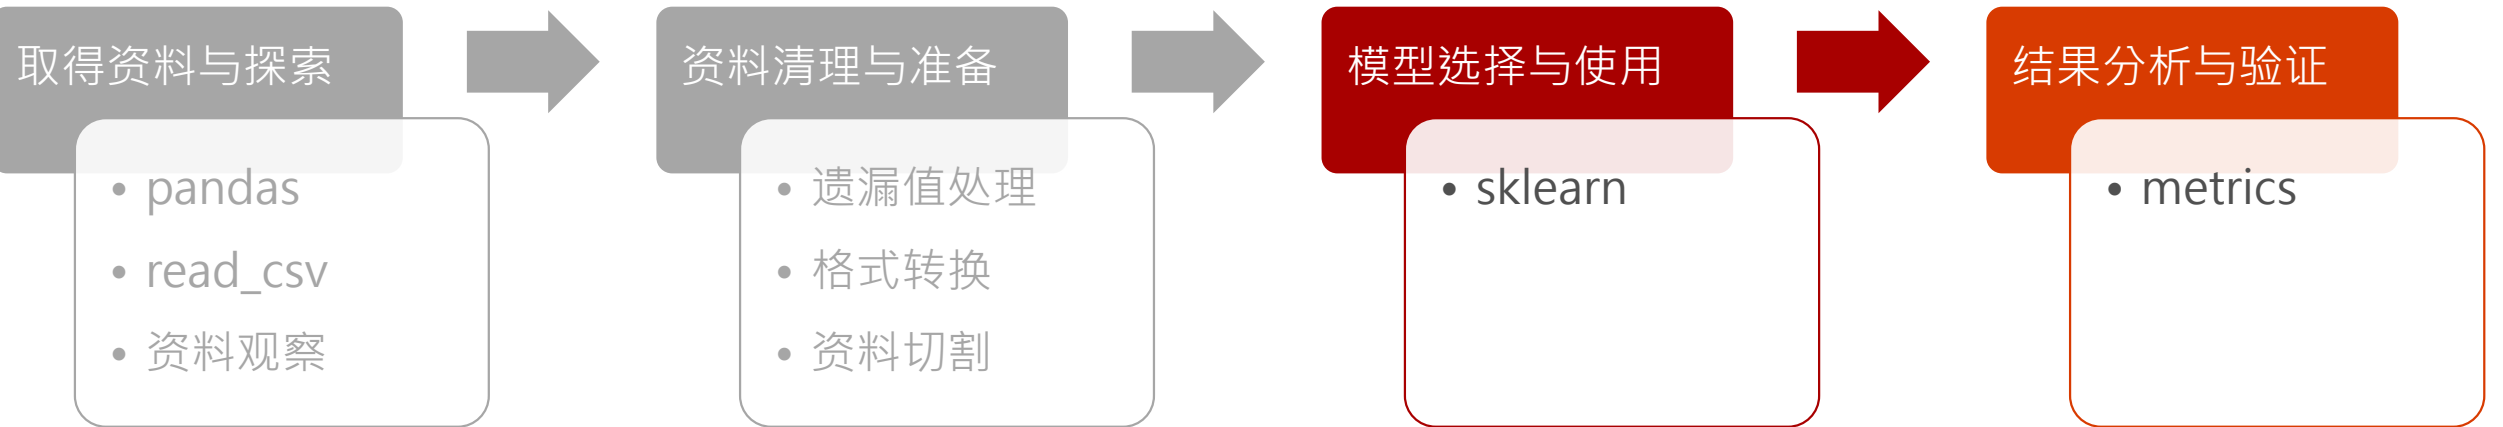 取得资料与探索
• pandas
• read_csv
• 资料观察
资料清理与准备
• 遗漏值处理
• 格式转换
• 资料切割
模型选择与使用
• sklearn
结果分析与验证
• metrics